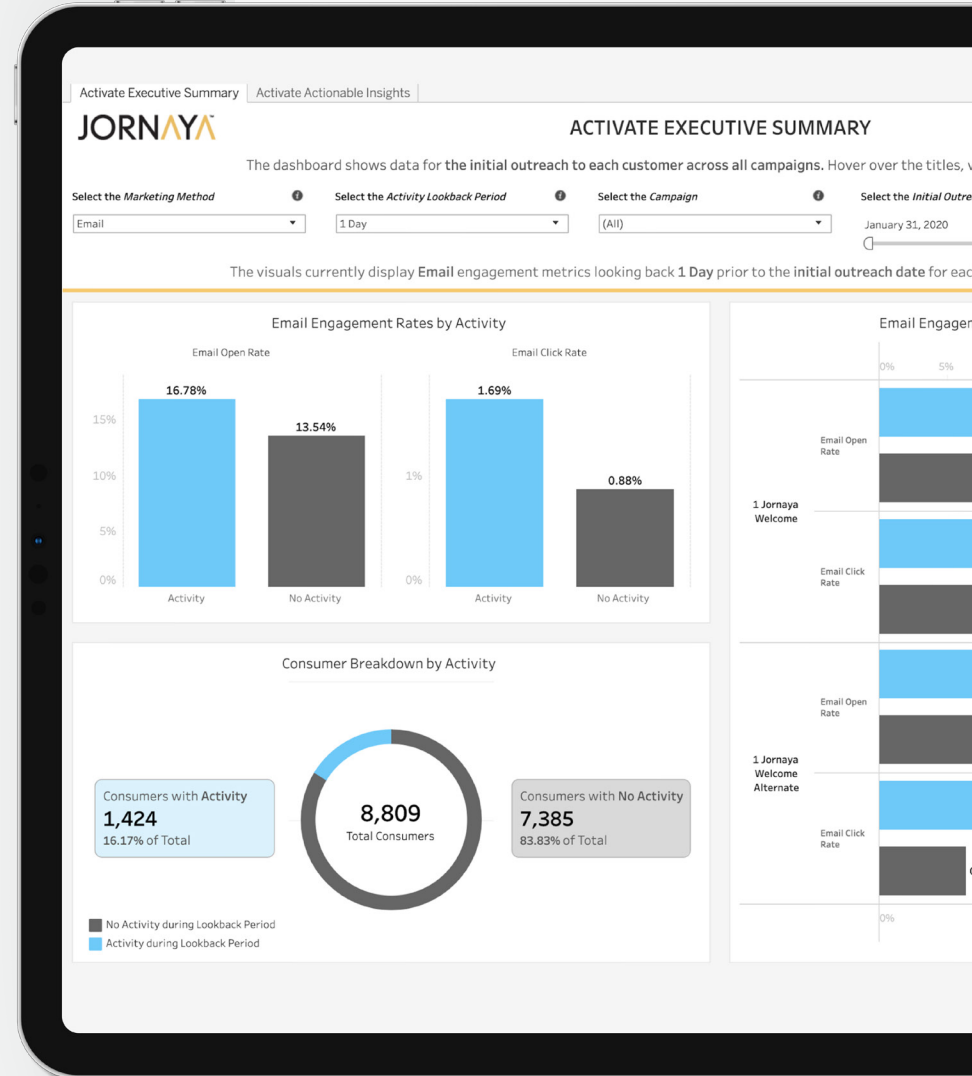 Activate Executive Summary
Activate Actionable Insights
JORNAYA
ACTIVATE EXECUTIVE SUMMARY
The dashboard shows data for the initial outreach to each customer across all campaigns. Hover over the titles,
Select the Marketing Method
Select the Activity Lookback Period
Select the Campaign
Select the Initial
Email
1 Day
(All)
January 31, 2020
The visuals currently display Email engagement metrics looking back 1 Day prior to the initial outreach date for
Email Engagement Rates by Activity
Email Open Rate
Email Click Rate
16.78%
13.54%
1.69%
0.88%
15%
10%
5%
0%
1%
0%
Activity
No Activity
Activity
No Activity
Consumer Breakdown by Activity
Consumers with Activity
1,424
16.17% of Total
8,809
Total Consumers
Consumers with No Activity
7,385
83.83% of Total
No Activity during Lookback Period
Activity during Lookback Period
Email
0%
5%
1 Jornaya
Welcome
Email Open
Rate
Email Click
Rate
1 Jornaya
Welcome
Alternate
Email Open
Rate
Email Click
Rate
0%